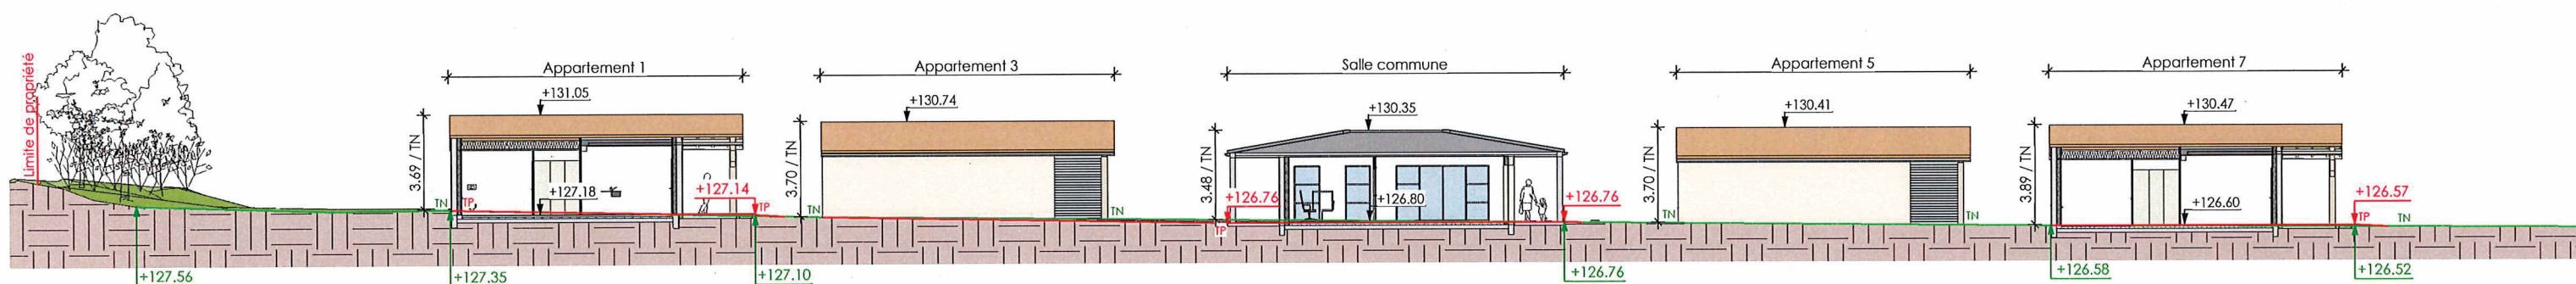 Limite de propriété
Appartement 1
Appartement 3
Salle commune
Appartement 5
Appartement 7
+131.05
+130.74
+130.35
+130.41
+130.47
3.69 / TN
3.70 / TN
3.48 / TN
3.70 / TN
3.89 / TN
TN
TP
+127.18
+127.14
TP
TN
TN
+126.76
TP
+126.80
+126.76
TN
TN
+126.60
+126.57
TP
TN
+127.56
+127.35
+127.10
+126.76
+126.58
+126.52